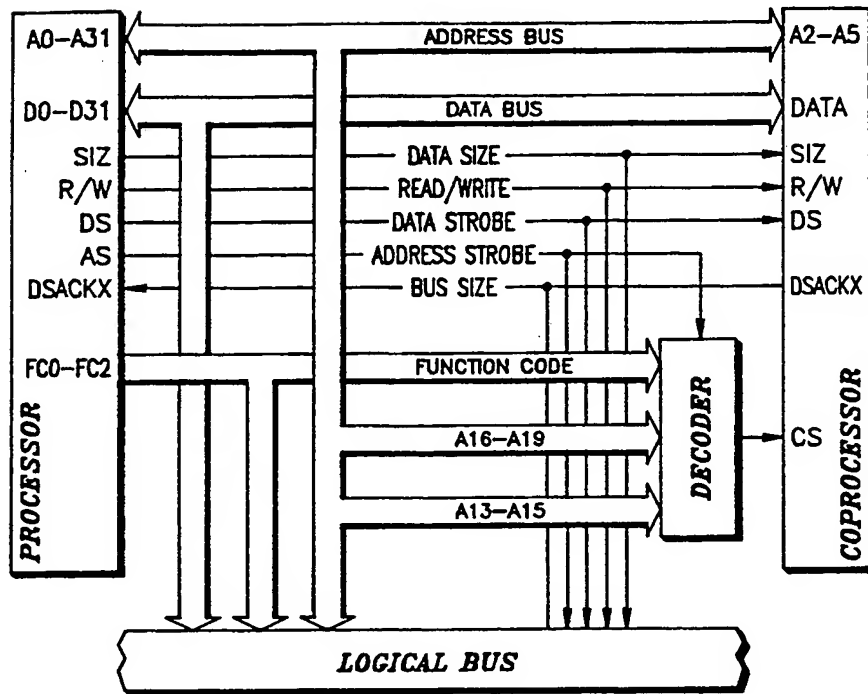 A0-A31
ADDRESS BUS
A2-A5
D0-D31
DATA BUS
DATA
SIZ
DATA SIZE
SIZ
R/W
READ/WRITE
R/W
DS
DATA STROBE
DS
AS
ADDRESS STROBE
DSACKX
BUS SIZE
DSACKX
FC0-FC2
FUNCTION CODE
A16-A19
CS
A13-A15
PROCESSOR
DECODER
COPROCESSOR
LOGICAL BUS